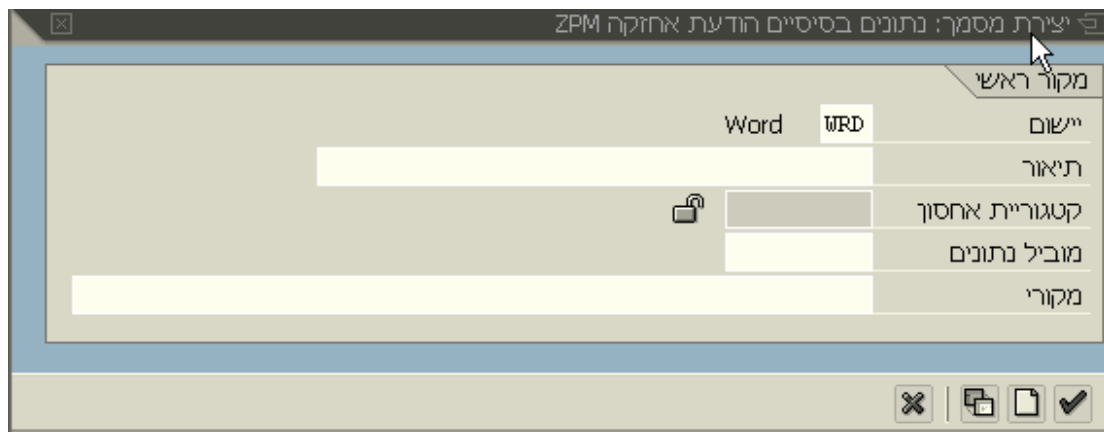 יצירת מסמך: נתונים בסיסיים הודעת אחזקה ZPM
מקור ראשי
יישום WRD Word
תיאור
קטגוריית אחסון
מוביל נתונים
מקורי